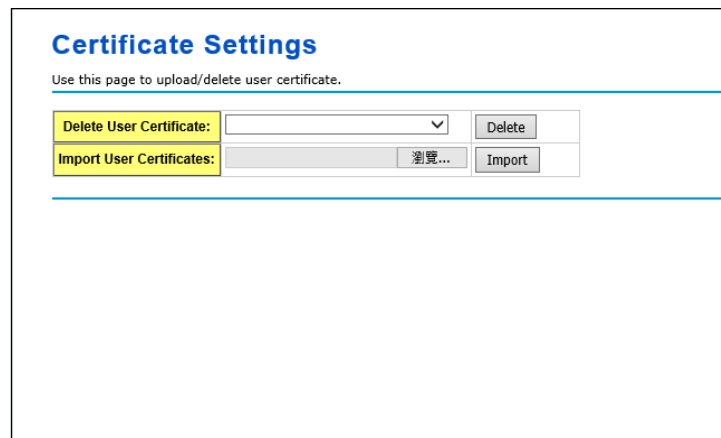 Certificate Settings
Use this page to upload/delete user certificate.
Delete User Certificate: Delete
Import User Certificates: 瀏覽... Import